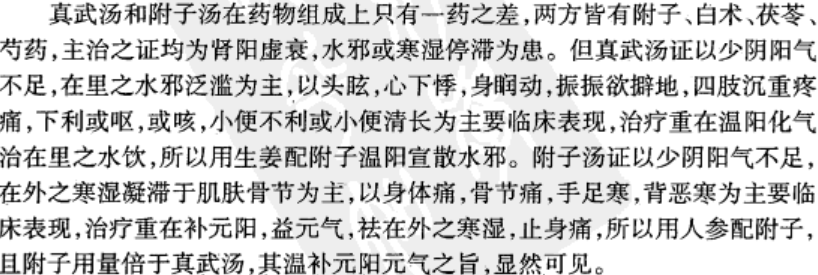 真武汤和附子汤在药物组成上只有一药之差,两方皆有附子、白术、茯苓、
芍药,主治之证均为肾阳虚衰,水邪或寒湿停滞为患。但真武汤证以少阴阳气
不足,在里之水邪泛滥为主,以头眩,心下悸,身瞤动,振振欲擗地,四肢沉重疼
痛,下利或呕,或咳,小便不利或小便清长为主要临床表现,治疗重在温阳化气
治在里之水饮,所以用生姜配附子温阳宣散水邪。附子汤证以少阴阳气不足,
在外之寒湿凝滞于肌肤骨节为主,以身体痛,骨节痛,手足寒,背恶寒为主要临
床表现,治疗重在补元阳,益元气,祛在外之寒湿,止身痛,所以用人参配附子,
且附子用量倍于真武汤,其温补元阳元气之旨,显然可见。